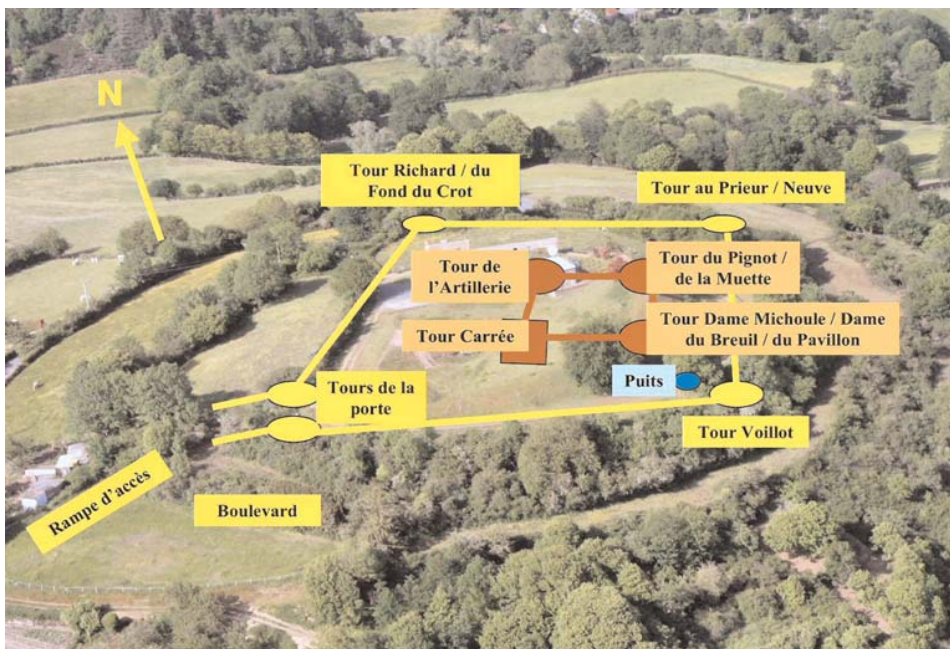 N
Tour Richard / du
Fond du Crot
Tour au Prieur / Neuve
Tour de
l'Artillerie
Tour du Pignot /
de la Muette
Tour Carrée
Tour Dame Michoule / Dame
du Breuil / du Pavillon
Puits
Tours de la
porte
Tour Voillot
Rampe d'accès
Boulevard